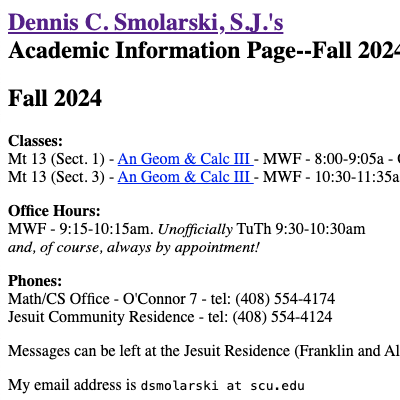 Dennis C. Smolarski, S.J.'s
Academic Information Page--Fall 2024
Fall 2024
Classes:
Mt 13 (Sect. 1) - An Geom & Calc III - MWF - 8:00-9:05a -
Mt 13 (Sect. 3) - An Geom & Calc III - MWF - 10:30-11:35a
Office Hours:
MWF - 9:15-10:15am. Unofficially TuTh 9:30-10:30am
and, of course, always by appointment!
Phones:
Math/CS Office - O'Connor 7 - tel: (408) 554-4174
Jesuit Community Residence - tel: (408) 554-4124
Messages can be left at the Jesuit Residence (Franklin and Al
My email address is dsmolarski at scu.edu